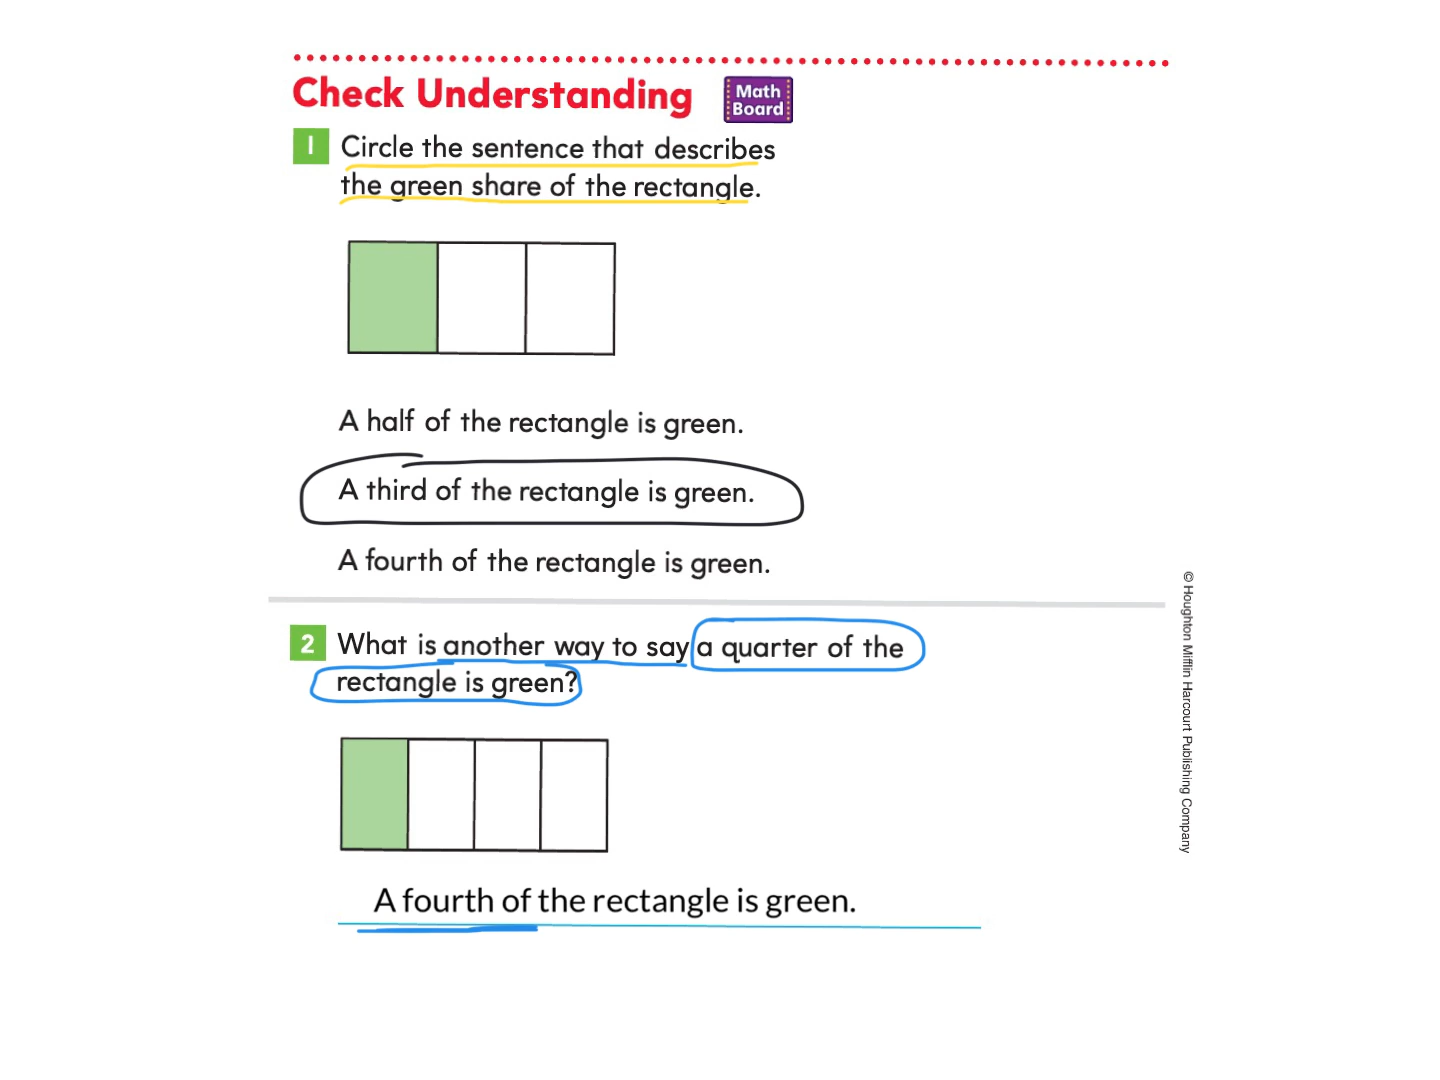 Check Understanding
Math
Board
1 Circle the sentence that describes
the green share of the rectangle.
A half of the rectangle is green.
A third of the rectangle is green.
A fourth of the rectangle is green.
2 What is another way to say a quarter of the
rectangle is green?
A fourth of the rectangle is green.
© Houghton Mifflin Harcourt Publishing Company